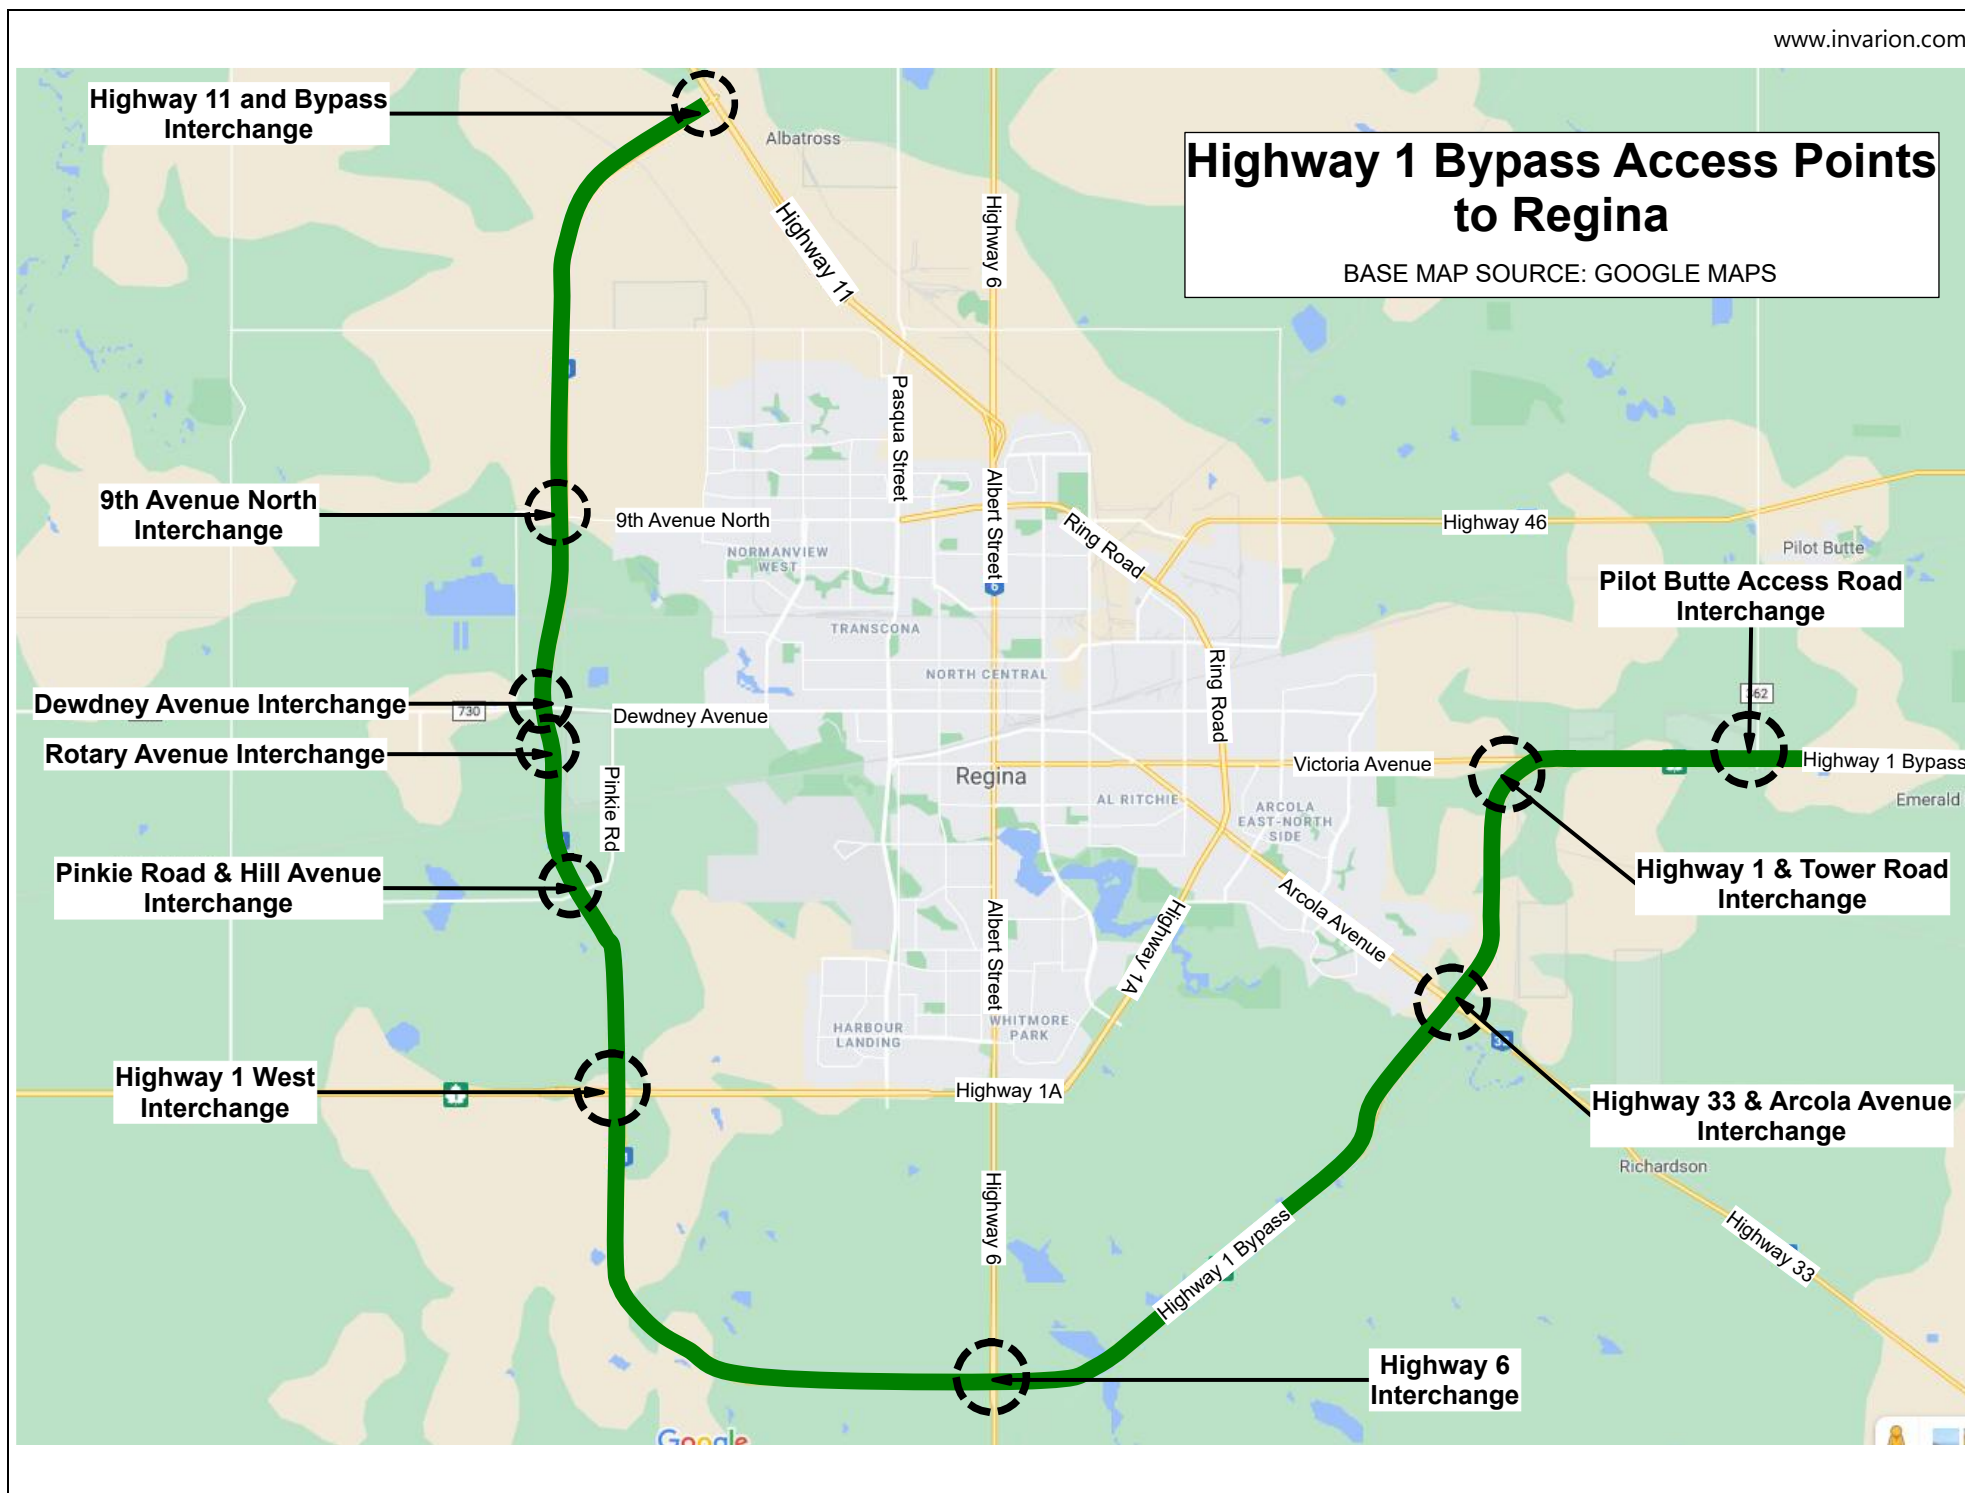 www.invarion.com
Highway 11 and Bypass
Interchange
Albatross
Highway 1 Bypass Access Points
to Regina
BASE MAP SOURCE: GOOGLE MAPS
Highway 11
Highway 6
Pasqua Street
9th Avenue North
Interchange
9th Avenue North
Albert Street
Ring Road
Highway 46
Pilot Butte
NORMANVIEW
WEST
6
Pilot Butte Access Road
Interchange
TRANSCONA
NORTH CENTRAL
Ring Road
Dewdney Avenue Interchange
730
Dewdney Avenue
Rotary Avenue Interchange
Victoria Avenue
Highway 1 Bypass
Regina
Pinkie Rd
AL RITCHIE
ARCOLA
EAST-NORTH
SIDE
Emerald
Pinkie Road & Hill Avenue
Interchange
Highway 1 & Tower Road
Interchange
Arcola Avenue
Albert Street
Highway 1A
HARBOUR
LANDING
WHITMORE
PARK
Highway 1 West
Interchange
1
Highway 1A
Highway 33 & Arcola Avenue
Interchange
Richardson
Highway 6
Highway 1 Bypass
Highway 33
Highway 6
Interchange
Google